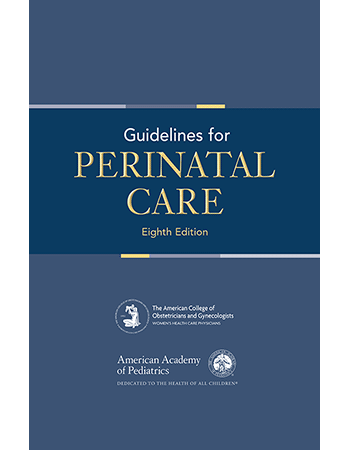 Guidelines for
PERINATAL
CARE
Eighth Edition
The American College of
Obstetricians and Gynecologists
WOMEN'S HEALTH CARE PHYSICIANS
American Academy
of Pediatrics
DEDICATED TO THE HEALTH OF ALL CHILDREN®